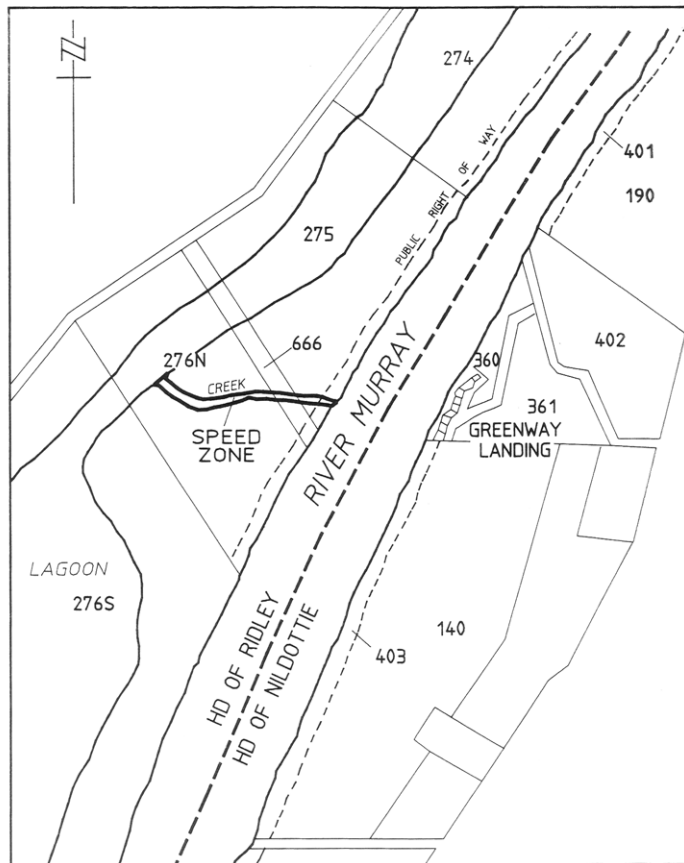 N
274
PUBLIC RIGHT OF WAY
401
190
275
402
276N
666
360
CREEK
361
SPEED
ZONE
GREENWAY
LANDING
RIVER MURRAY
LAGOON
276S
HD OF RIDLEY
HD OF NILDOTTIE
140
403